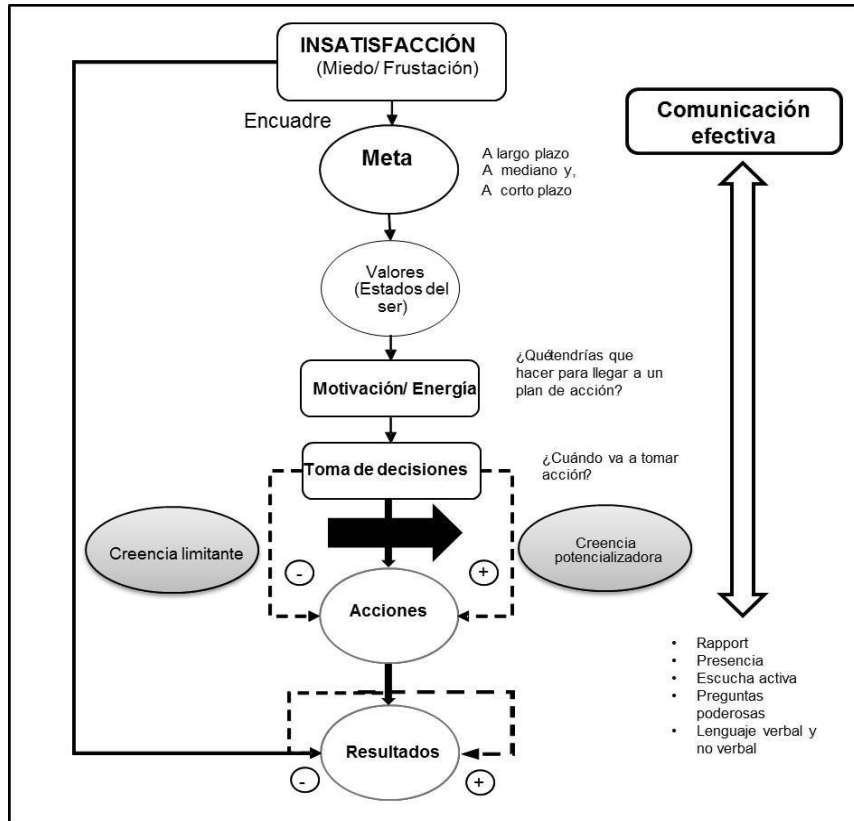 INSATISFACCIÓN
(Miedo/ Frustación)
Encuadre
Meta
A largo plazo
A mediano y,
A corto plazo
Valores
(Estados del
ser)
Motivación/ Energía
¿Quétendrías que
hacer para llegar a un
plan de acción?
Toma de decisiones
¿Cuándo va a tomar
acción?
Creencia limitante
Creencia
potencializadora
-
+
Acciones
Resultados
-
+
Comunicación
efectiva
• Rapport
• Presencia
• Escucha activa
• Preguntas
poderosas
• Lenguaje verbal y
no verbal